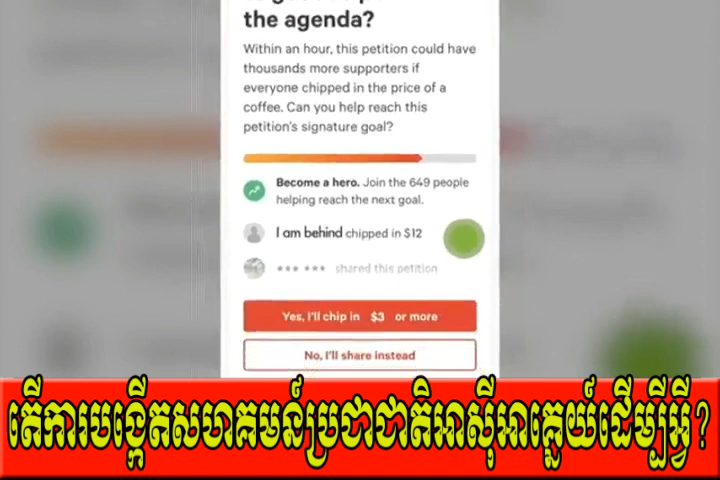 the agenda?
Within an hour, this petition could have
thousands more supporters if
everyone chipped in the price of a
coffee. Can you help reach this
petition's signature goal?
Become a hero. Join the 649 people
helping reach the next goal.
I am behind chipped in $12
*** *** shared this petition
Yes, I'll chip in $3 or more
No, I'll share instead
តើការបង្កើតសហគមន៍ប្រជាជាតិអាស៊ីអាគ្នេយ៍ដើម្បីអ្វី?